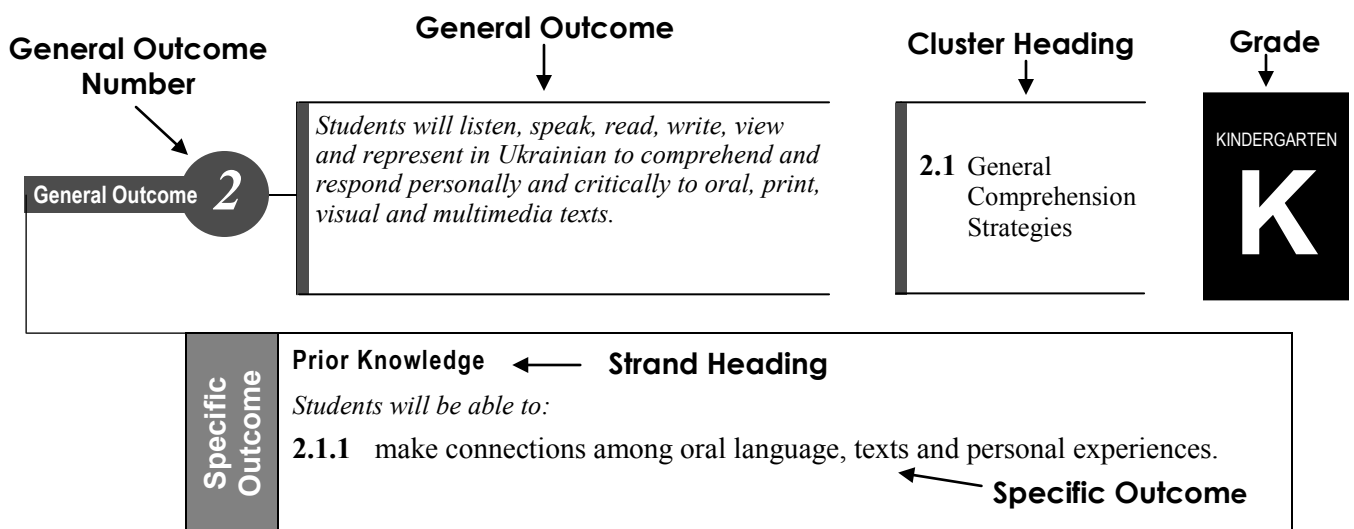 General Outcome
Number
General Outcome
Cluster Heading
Grade
General Outcome 2
Students will listen, speak, read, write, view
and represent in Ukrainian to comprehend and
respond personally and critically to oral, print,
visual and multimedia texts.
2.1 General
Comprehension
Strategies
KINDERGARTEN
K
Specific
Outcome
Prior Knowledge
Strand Heading
Students will be able to:
2.1.1 make connections among oral language, texts and personal experiences.
Specific Outcome